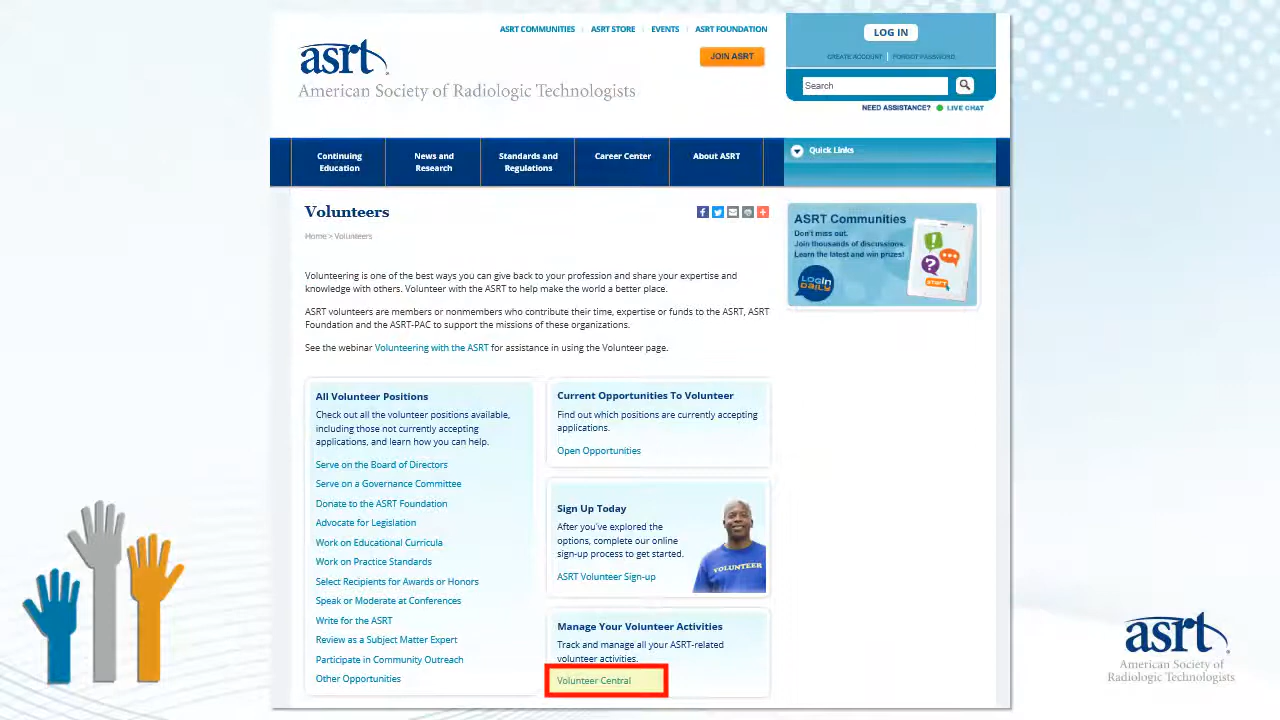 ASRT COMMUNITIES
ASRT STORE
EVENTS
ASRT FOUNDATION
LOG IN
JOIN ASRT
CREATE ACCOUNT
FORGOT PASSWORD
asrt
American Society of Radiologic Technologists
Search
NEED ASSISTANCE? LIVE CHAT
Continuing Education
News and Research
Standards and Regulations
Career Center
About ASRT
Quick Links
Volunteers
Home > Volunteers
Volunteering is one of the best ways you can give back to your profession and share your expertise and
knowledge with others. Volunteer with the ASRT to help make the world a better place.
ASRT volunteers are members or nonmembers who contribute their time, expertise or funds to the ASRT, ASRT
Foundation and the ASRT-PAC to support the missions of these organizations.
See the webinar Volunteering with the ASRT for assistance in using the Volunteer page.
ASRT Communities
Don't miss out.
Join thousands of discussions.
Learn the latest and win prizes!
LOGIN
DAILY
START
All Volunteer Positions
Check out all the volunteer positions available,
including those not currently accepting
applications, and learn how you can help.
Serve on the Board of Directors
Serve on a Governance Committee
Donate to the ASRT Foundation
Advocate for Legislation
Work on Educational Curricula
Work on Practice Standards
Select Recipients for Awards or Honors
Speak or Moderate at Conferences
Write for the ASRT
Review as a Subject Matter Expert
Participate in Community Outreach
Other Opportunities
Current Opportunities To Volunteer
Find out which positions are currently accepting
applications.
Open Opportunities
Sign Up Today
After you've explored the
options, complete our online
sign-up process to get started.
ASRT Volunteer Sign-up
VOLUNTEER
Manage Your Volunteer Activities
Track and manage all your ASRT-related
volunteer activities.
Volunteer Central
asrt
American Society of
Radiologic Technologists